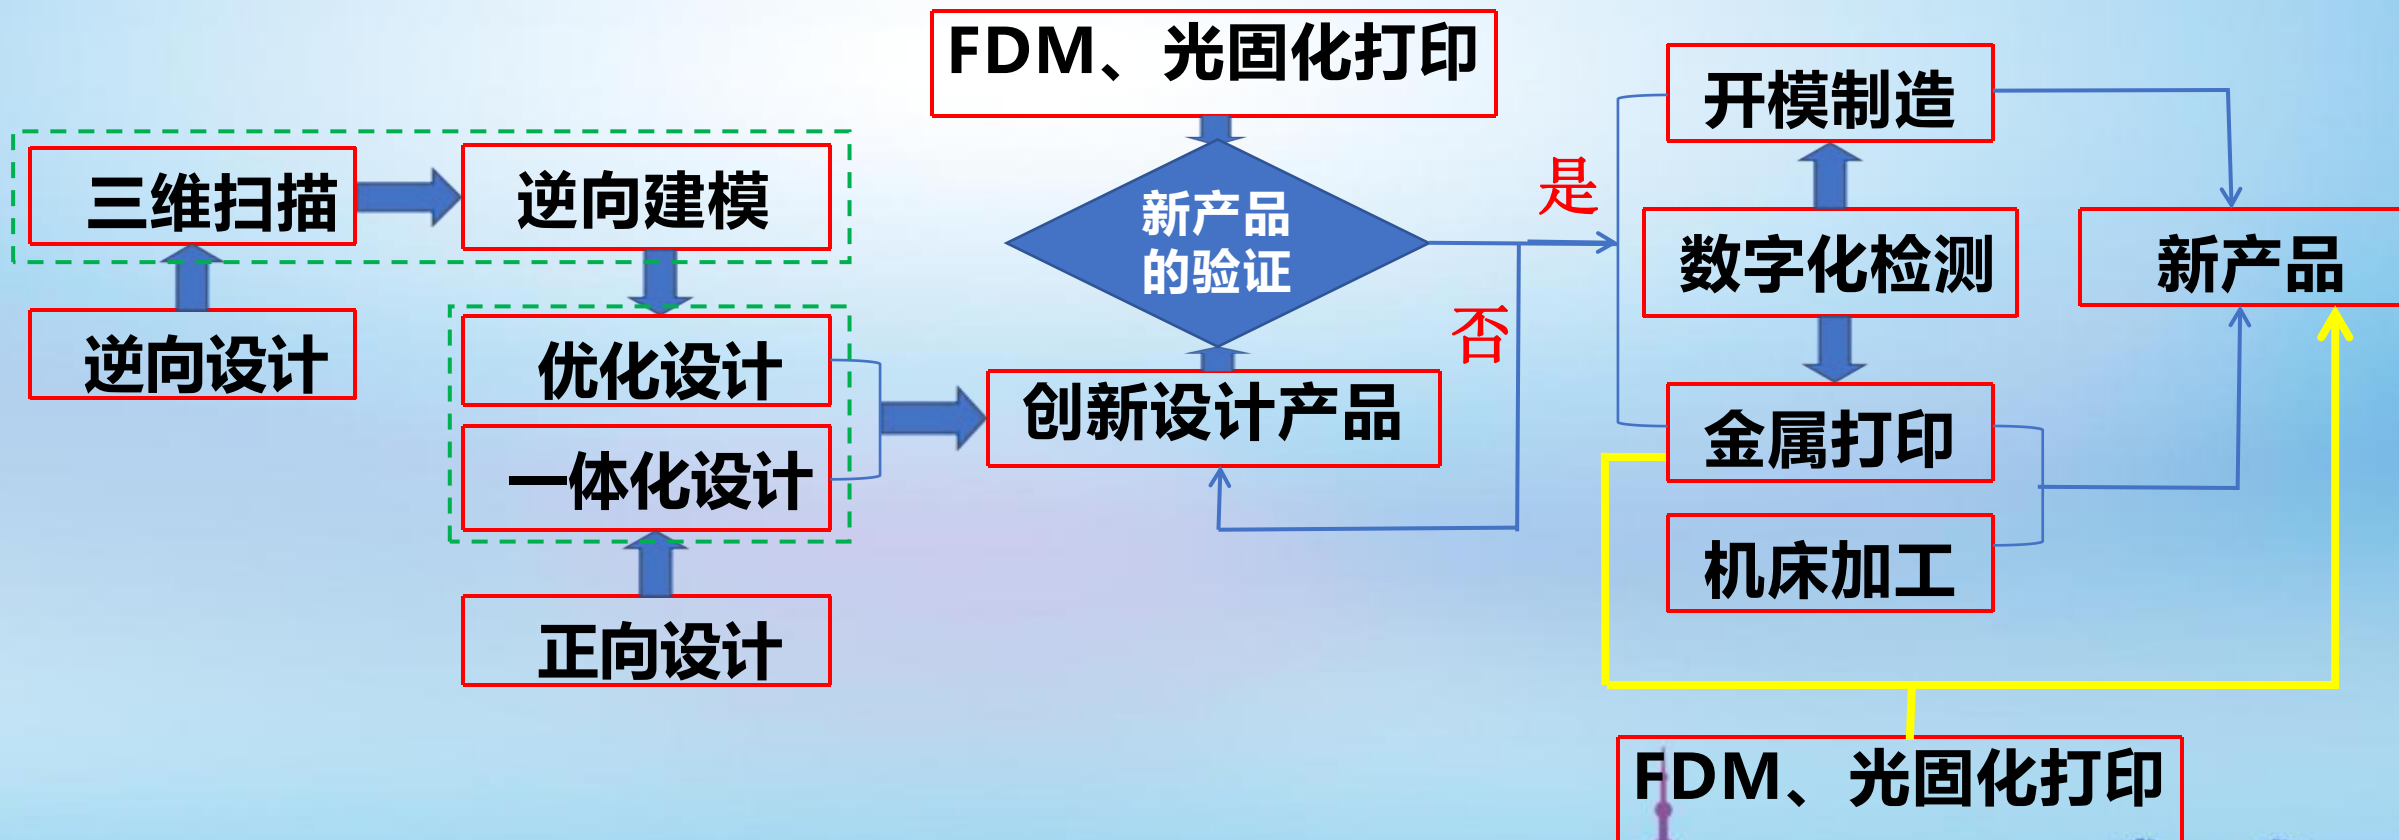 FDM、光固化打印
开模制造
三维扫描
逆向建模
新产品
的验证
是
数字化检测
新产品
逆向设计
优化设计
否
创新设计产品
金属打印
一体化设计
机床加工
正向设计
FDM、光固化打印